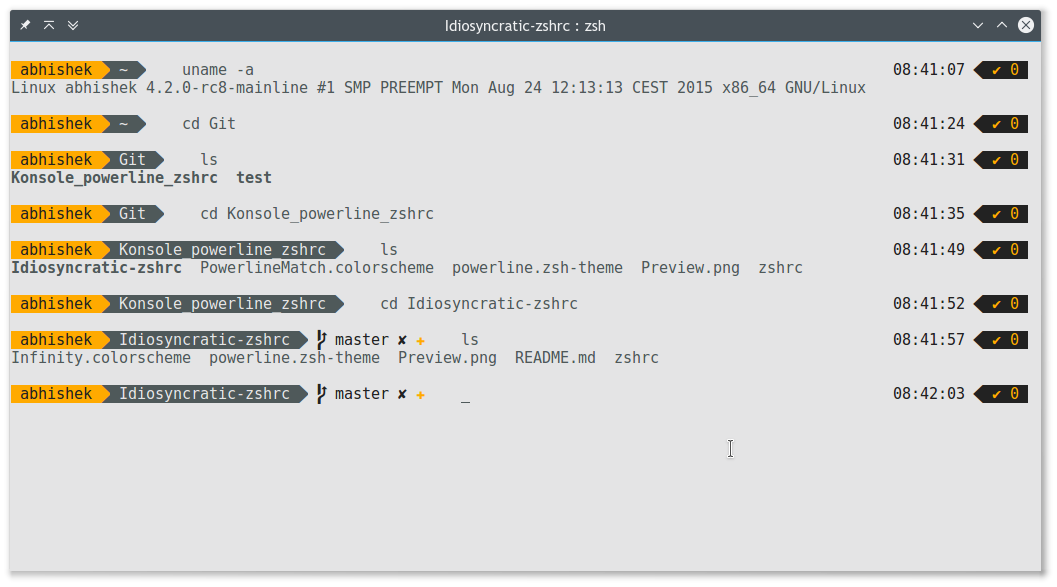 Idiosyncratic-zshrc : zsh
abhishek ~ uname -a 08:41:07 ✔ 0
Linux abhishek 4.2.0-rc8-mainline #1 SMP PREEMPT Mon Aug 24 12:13:13 CEST 2015 x86_64 GNU/Linux
abhishek ~ cd Git 08:41:24 ✔ 0
abhishek Git ls 08:41:31 ✔ 0
Konsole_powerline_zshrc test
abhishek Git cd Konsole_powerline_zshrc 08:41:35 ✔ 0
abhishek Konsole_powerline_zshrc ls 08:41:49 ✔ 0
Idiosyncratic-zshrc PowerlineMatch.colorscheme powerline.zsh-theme Preview.png zshrc
abhishek Konsole_powerline_zshrc cd Idiosyncratic-zshrc 08:41:52 ✔ 0
abhishek Idiosyncratic-zshrc master ✘ ✚ ls 08:41:57 ✔ 0
Infinity.colorscheme powerline.zsh-theme Preview.png README.md zshrc
abhishek Idiosyncratic-zshrc master ✘ ✚ _ 08:42:03 ✔ 0